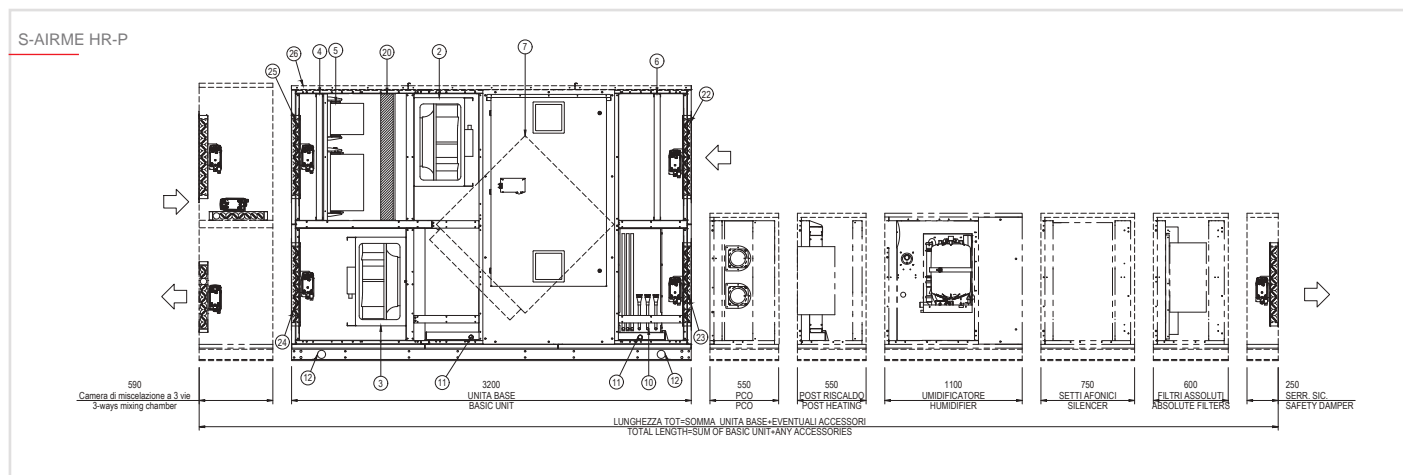 S-AIRME HR-P
26
4
5
20
2
7
6
25
22
24
23
12
3
11
11
10
12
590
Camera di miscelazione a 3 vie
3-ways mixing chamber
3200
UNITA BASE
BASIC UNIT
550
PCO
PCO
550
POST RISCALDO
POST HEATING
1100
UMIDIFICATORE
HUMIDIFIER
750
SETTI AFONICI
SILENCER
600
FILTRI ASSOLUTI
ABSOLUTE FILTERS
250
SERR. SIC.
SAFETY DAMPER
LUNGHEZZA TOT=SOMMA UNITA BASE+EVENTUALI ACCESSORI
TOTAL LENGTH=SUM OF BASIC UNIT+ANY ACCESSORIES